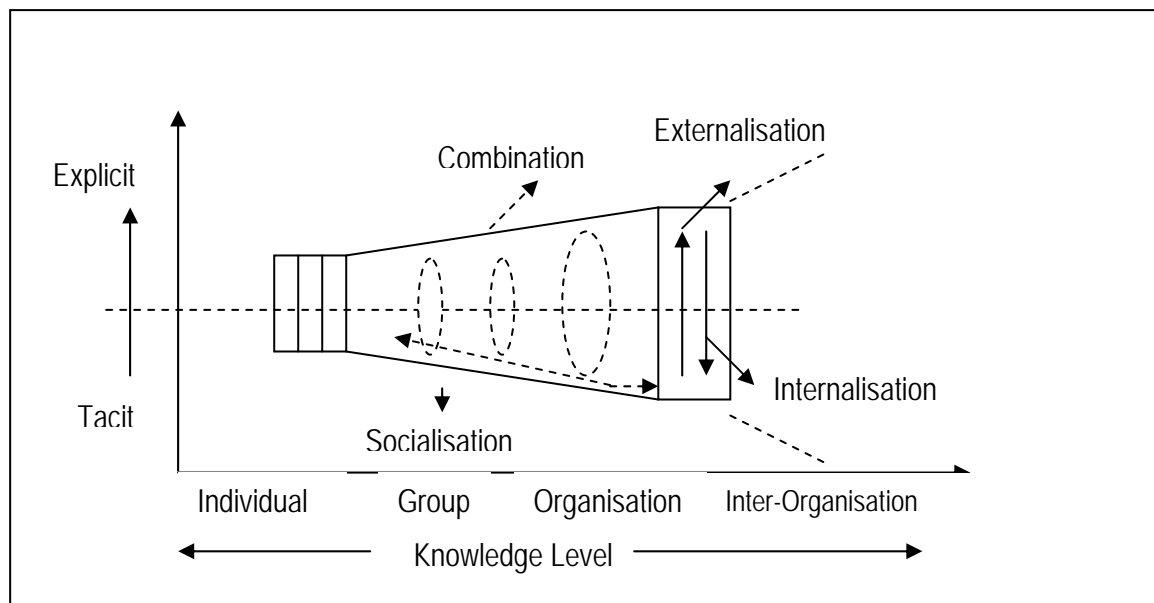 Externalisation
Combination
Explicit
Internalisation
Tacit
Socialisation
Individual
Group
Organisation
Inter-Organisation
Knowledge Level